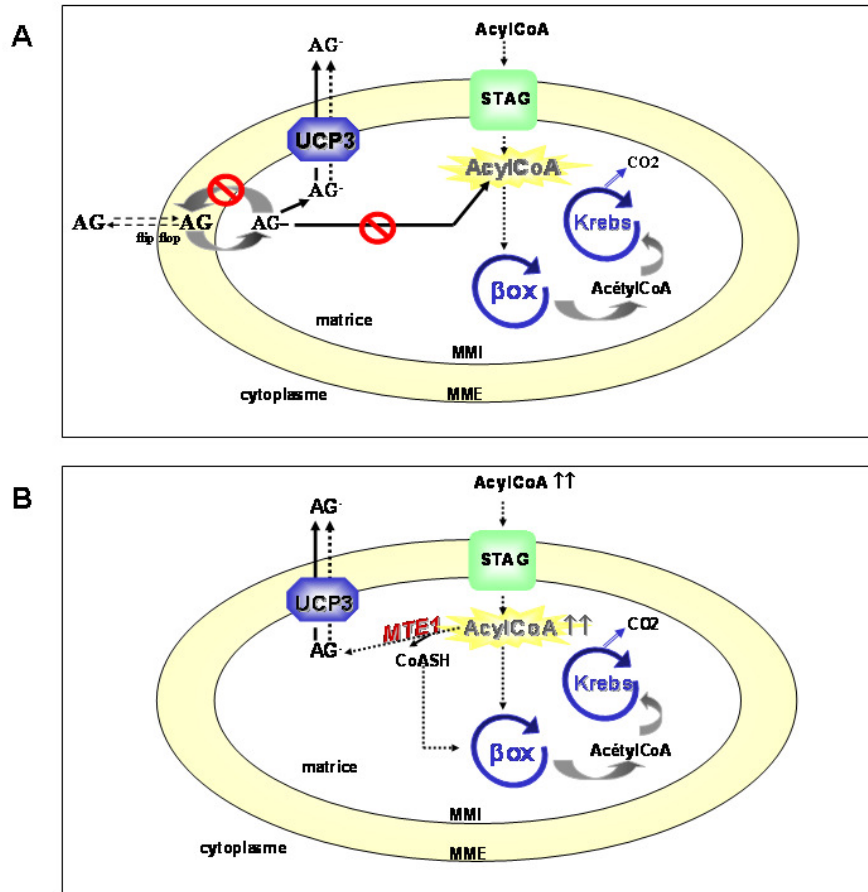 A
AG-
AcylCoA
STAG
UCP3
AcylCoA
CO2
AG-
AG
AG
AG-
flip flop
Krebs
βox
AcétylCoA
matrice
MMI
cytoplasme
MME
B
AcylCoA ↑↑
AG-
STAG
UCP3
MTE1
AcylCoA ↑↑
CO2
AG-
CoASH
Krebs
βox
AcétylCoA
matrice
MMI
cytoplasme
MME